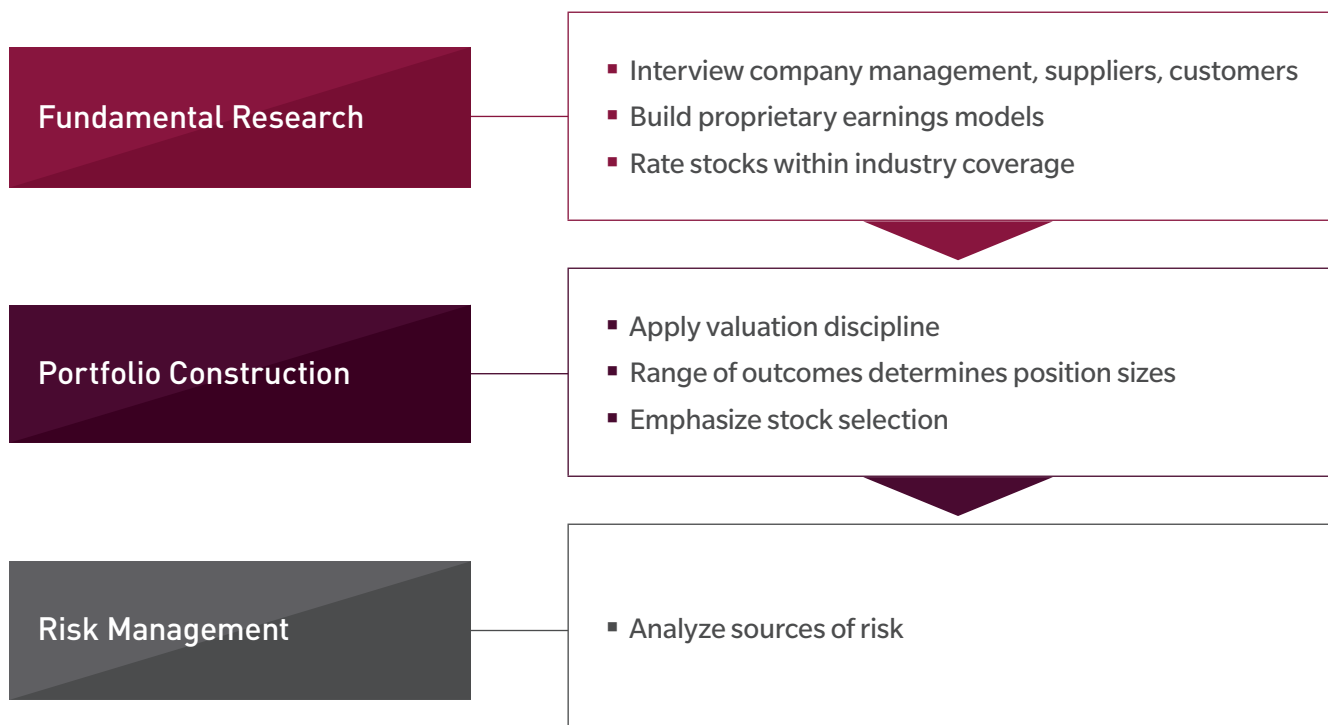 Fundamental Research
▪ Interview company management, suppliers, customers
▪ Build proprietary earnings models
▪ Rate stocks within industry coverage
Portfolio Construction
▪ Apply valuation discipline
▪ Range of outcomes determines position sizes
▪ Emphasize stock selection
Risk Management
▪ Analyze sources of risk